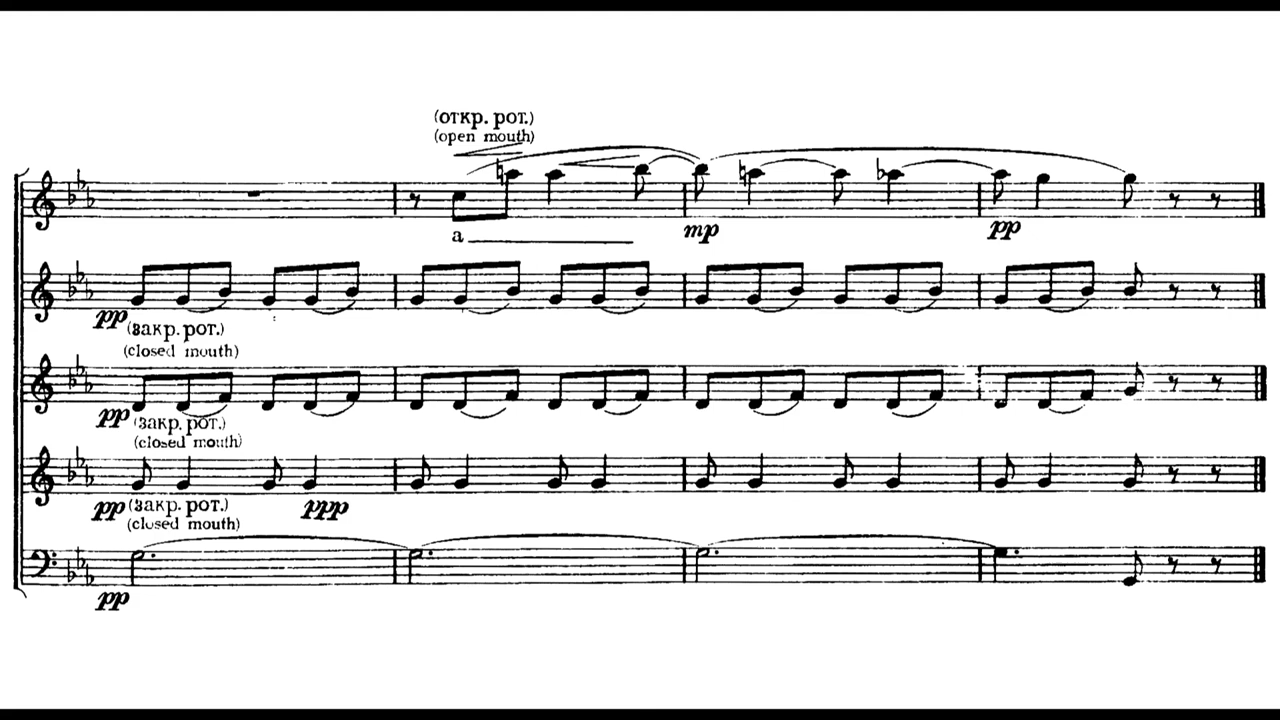 (откр. рот.)
(open mouth)
a
mp
pp
pp
(закр. рот.)
(closed mouth)
pp
(закр. рот.)
(closed mouth)
pp
(закр. рот.)
ppp
(closed mouth)
pp